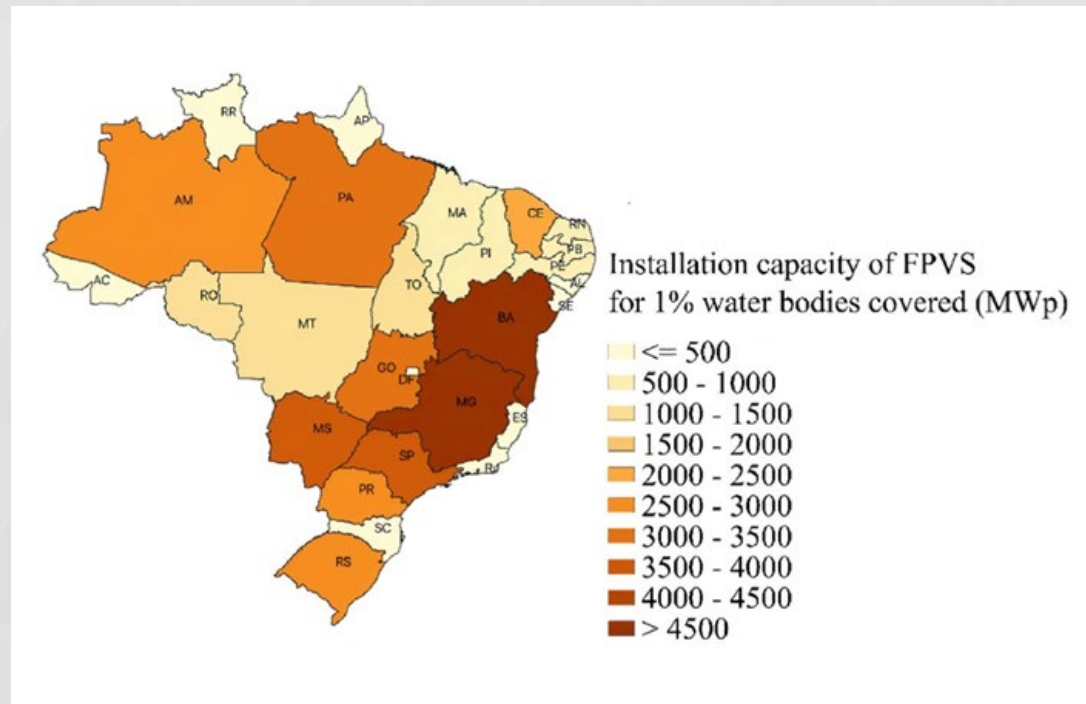 RR
AP
AM
PA
MA
CE
RN
PB
PI
PE
AL
SE
AC
RO
TO
MT
BA
GO
DF
MG
ES
MS
SP
RJ
PR
SC
RS
Installation capacity of FPVS
for 1% water bodies covered (MWp)
<= 500
500 - 1000
1000 - 1500
1500 - 2000
2000 - 2500
2500 - 3000
3000 - 3500
3500 - 4000
4000 - 4500
> 4500